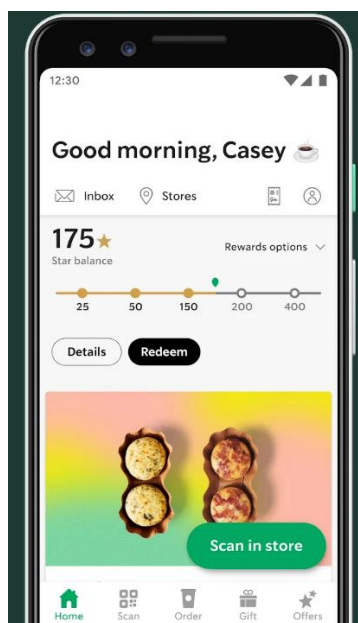 12:30
Good morning, Casey
Inbox Stores
175
Rewards options
Star balance
25 50 150 200 400
Details Redeem
Scan in store
Home Scan Order Gift Offers